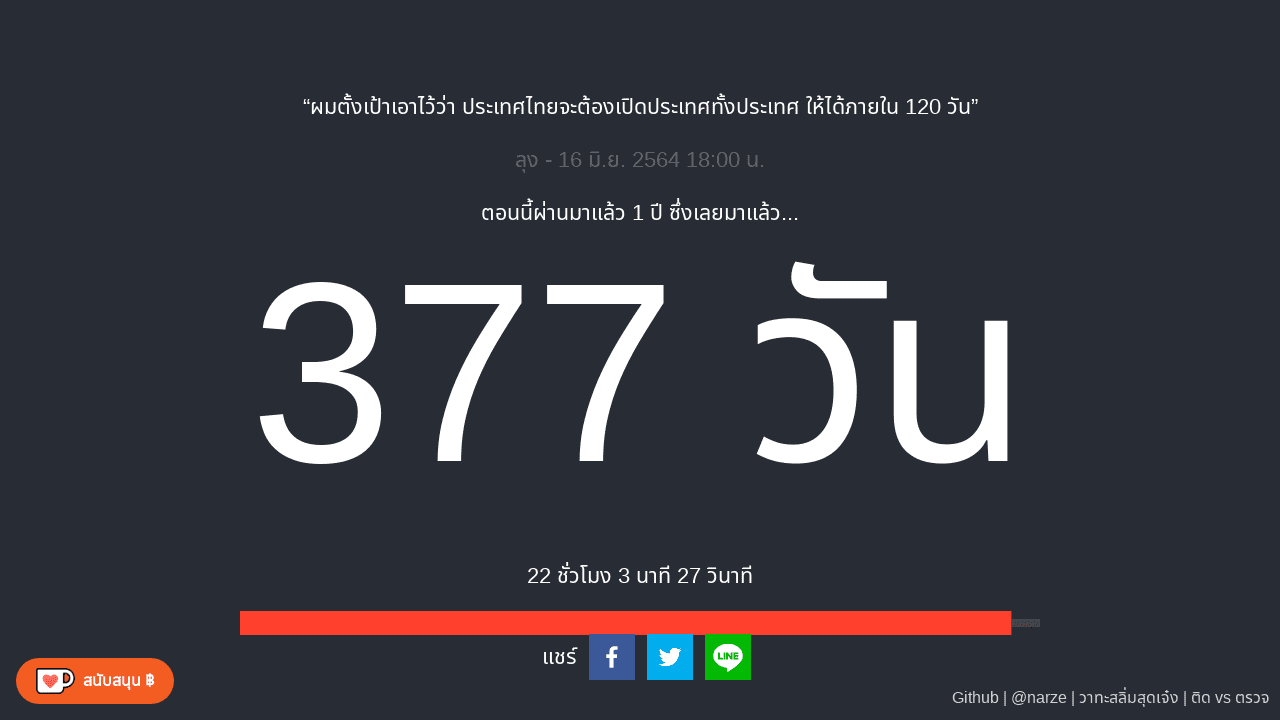 “ผมตั้งเป้าเอาไว้ว่า ประเทศไทยจะต้องเปิดประเทศทั้งประเทศ ให้ได้ภายใน 120 วัน”
ลุง - 16 มิ.ย. 2564 18:00 น.
ตอนนี้ผ่านมาแล้ว 1 ปี ซึ่งเลยมาแล้ว...
377 วัน
22 ชั่วโมง 3 นาที 27 วินาที
แชร์
LINE
สนับสนุน ฿
Github | @narze | วาทะสลิ่มสุดเจ๋ง | ติด vs ตรวจ